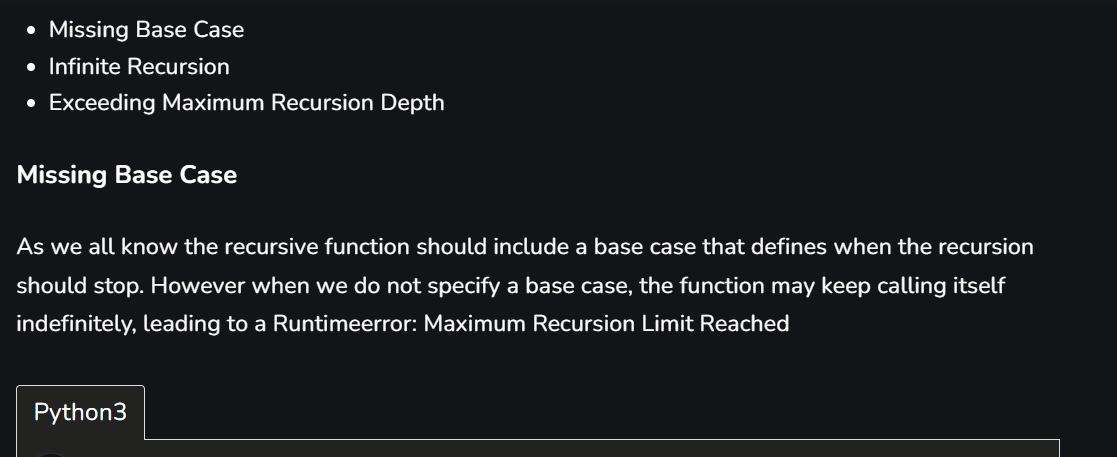 Missing Base Case
Infinite Recursion
Exceeding Maximum Recursion Depth
Missing Base Case
As we all know the recursive function should include a base case that defines when the recursion
should stop. However when we do not specify a base case, the function may keep calling itself
indefinitely, leading to a Runtimeerror: Maximum Recursion Limit Reached
Python3